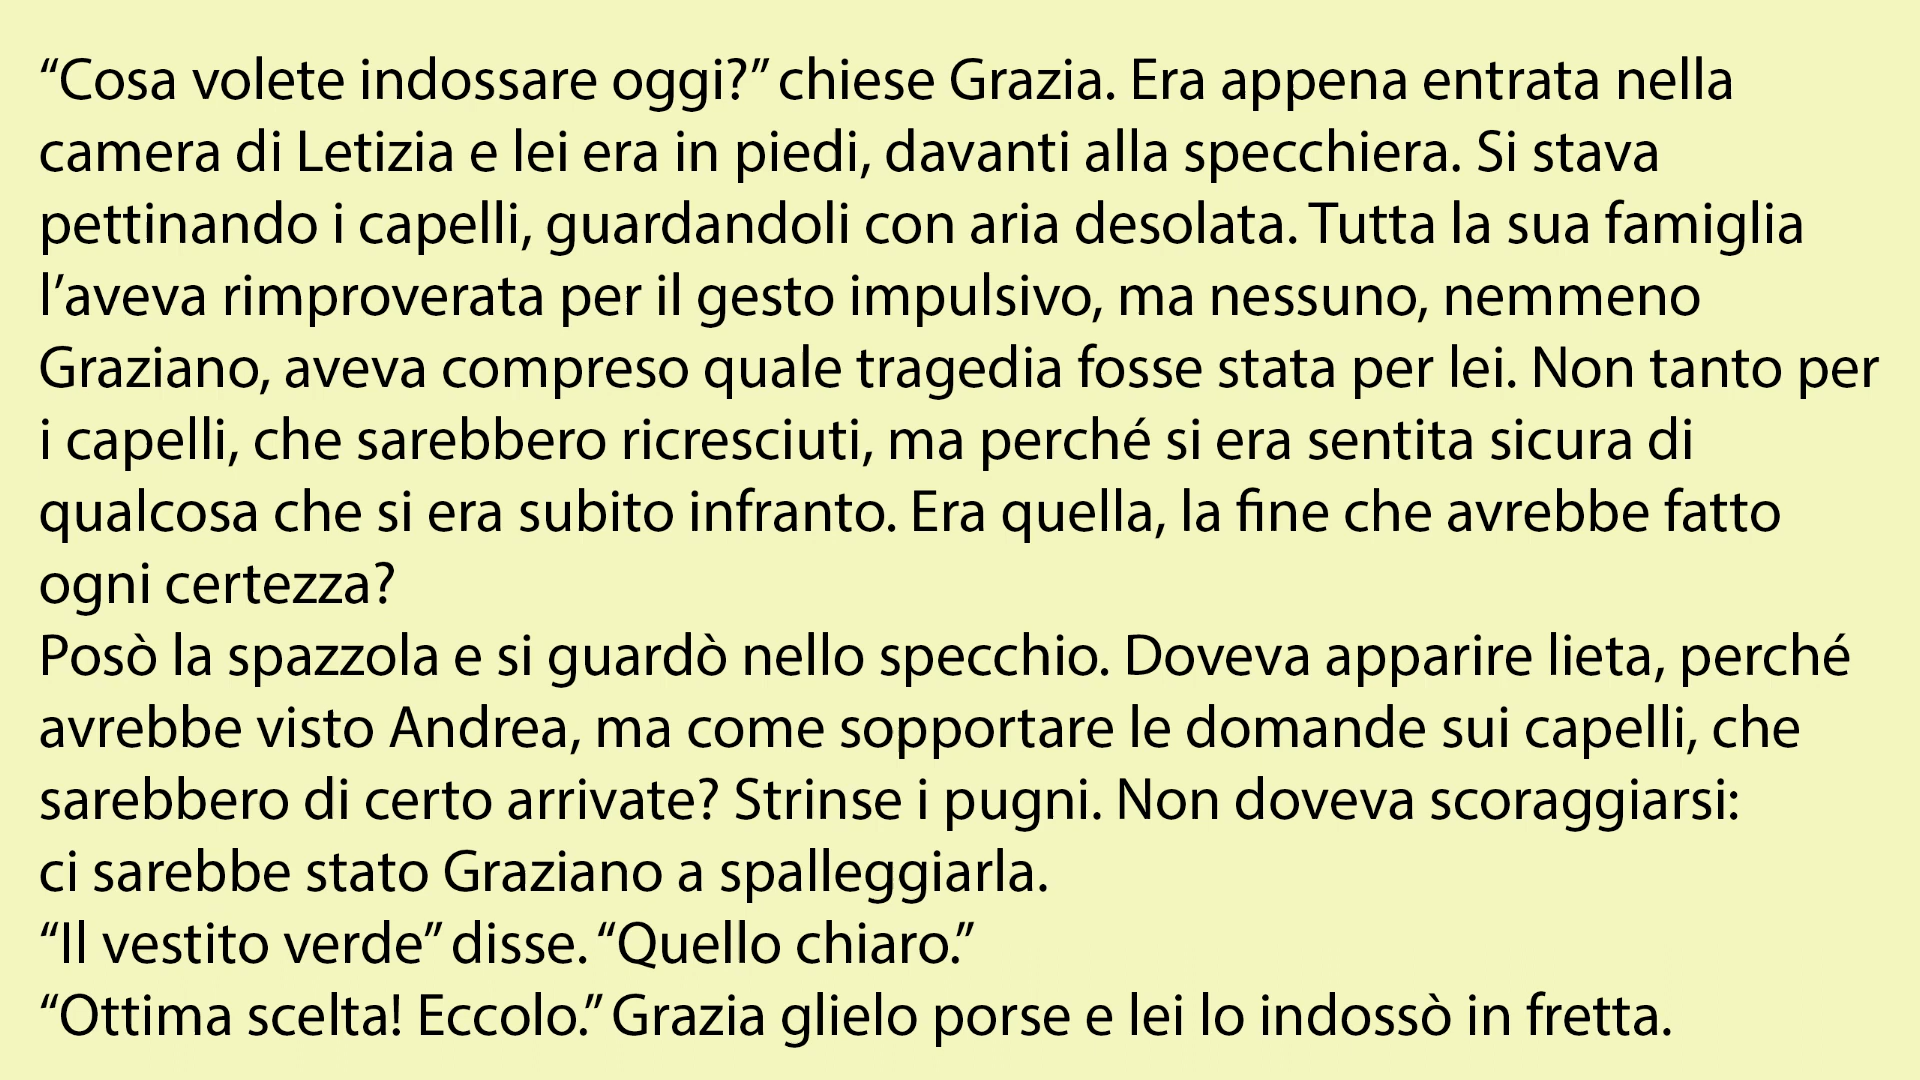 “Cosa volete indossare oggi?” chiese Grazia. Era appena entrata nella
camera di Letizia e lei era in piedi, davanti alla specchiera. Si stava
pettinando i capelli, guardandoli con aria desolata. Tutta la sua famiglia
l’aveva rimproverata per il gesto impulsivo, ma nessuno, nemmeno
Graziano, aveva compreso quale tragedia fosse stata per lei. Non tanto per
i capelli, che sarebbero ricresciuti, ma perché si era sentita sicura di
qualcosa che si era subito infranto. Era quella, la fine che avrebbe fatto
ogni certezza?
Posò la spazzola e si guardò nello specchio. Doveva apparire lieta, perché
avrebbe visto Andrea, ma come sopportare le domande sui capelli, che
sarebbero di certo arrivate? Strinse i pugni. Non doveva scoraggiarsi:
ci sarebbe stato Graziano a spalleggiarla.
“Il vestito verde” disse. “Quello chiaro.”
“Ottima scelta! Eccolo.” Grazia glielo porse e lei lo indossò in fretta.